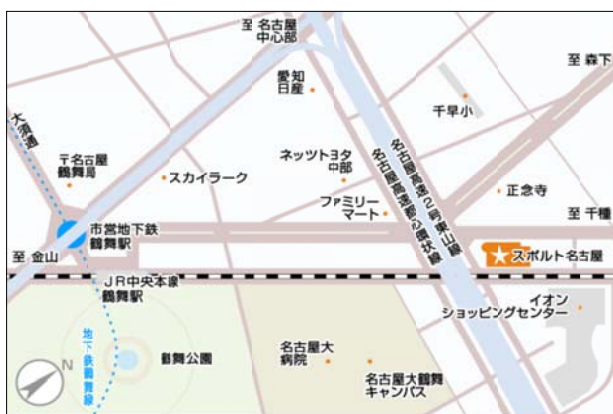 至 名古屋
中心部
愛知
日産
至 森下
千早小
大須通
〒名古屋
鶴舞局
スカイラーク
ネッツトヨタ
中部
名古屋高速都心環状線
名古屋高速2号東山線
正念寺
ファミリー
マート
至 千種
市営地下鉄
鶴舞駅
至 金山
スポルト名古屋
JR中央本線
鶴舞駅
イオン
ショッピングセンター
地下鉄鶴舞線
N
舞公園
名古屋大
病院
名古屋大鶴舞
キャンパス